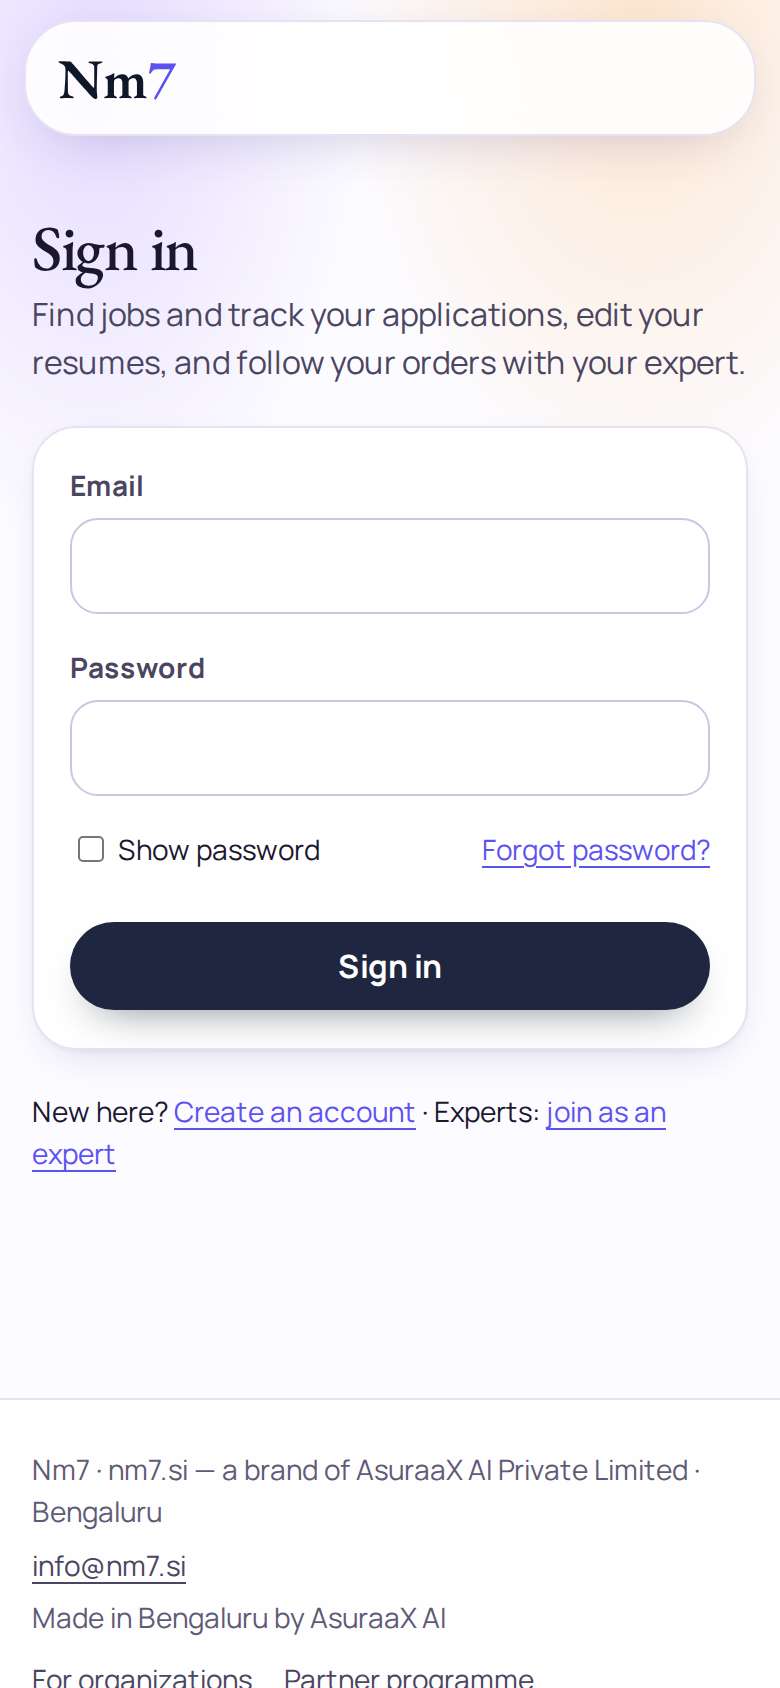 Nm7
Sign in
Find jobs and track your applications, edit your
resumes, and follow your orders with your expert.
Email
Password
Show password
Forgot password?
Sign in
New here? Create an account · Experts: join as an
expert
Nm7 · nm7.si — a brand of AsuraaX AI Private Limited ·
Bengaluru
info@nm7.si
Made in Bengaluru by AsuraaX AI
For organizations Partner programme